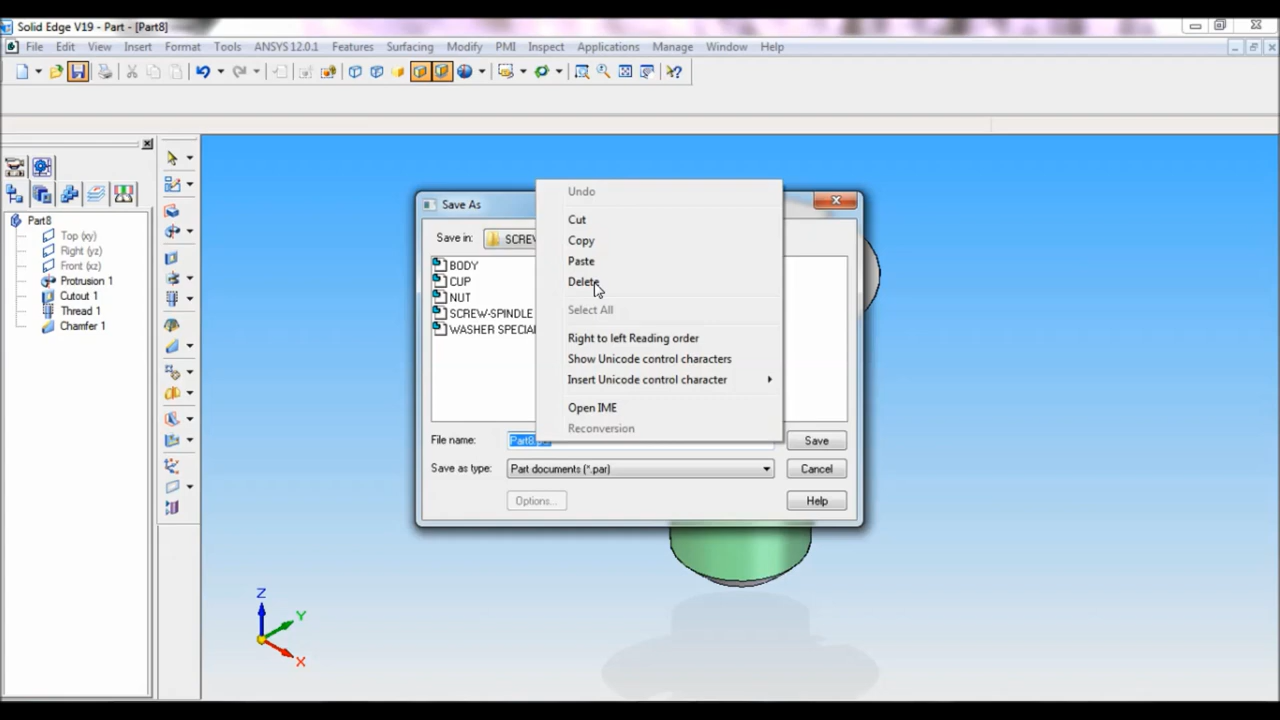 Solid Edge V19 - Part - [Part8]
File Edit View Insert Format Tools ANSYS 12.0.1 Features Surfacing Modify PMI Inspect Applications Manage Window Help
Part8
Top (xy)
Right (yz)
Front (xz)
Protrusion 1
Cutout 1
Thread 1
Chamfer 1
Save As
Save in: SCREW
BODY
CUP
NUT
SCREW-SPINDLE
WASHER SPECIAL
Undo
Cut
Copy
Paste
Delete
Select All
Right to left Reading order
Show Unicode control characters
Insert Unicode control character
Open IME
Reconversion
File name: Part8.par
Save
Save as type: Part documents (*.par)
Cancel
Options...
Help
Z
Y
X